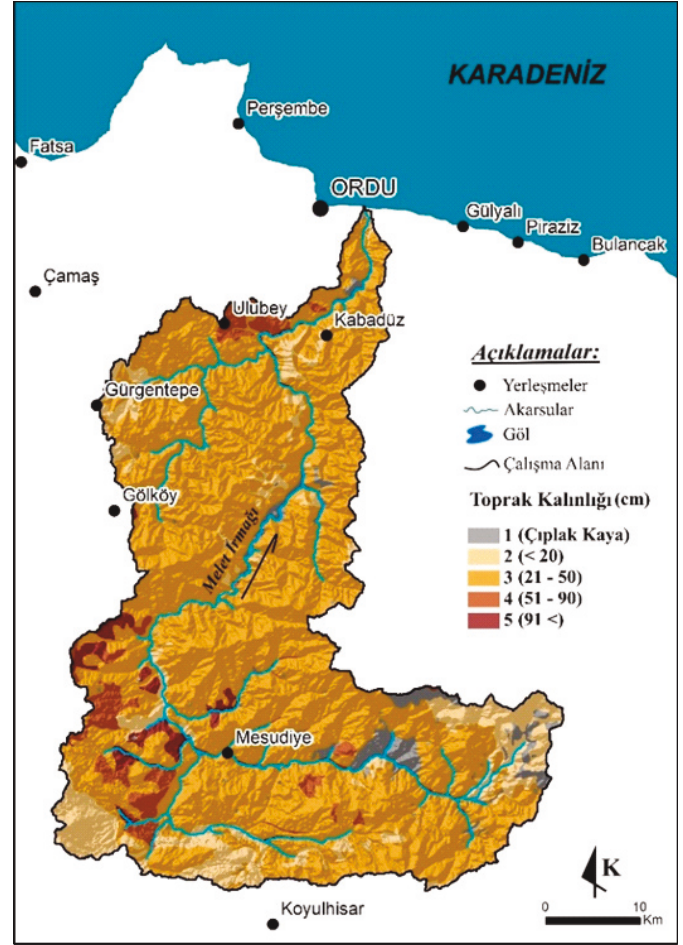 KARADENİZ
Perşembe
Fatsa
ORDU
Gülyalı
Piraziz
Bulancak
Çamaş
Ulubey
Kabadüz
Gürgentepe
Gölköy
Melet Irmağı
Mesudiye
Koyulhisar
Açıklamalar:
Yerleşmeler
Akarsular
Göl
Çalışma Alanı
Toprak Kalınlığı (cm)
1 (Çıplak Kaya)
2 (< 20)
3 (21 - 50)
4 (51 - 90)
5 (91 <)
K
0 10
Km